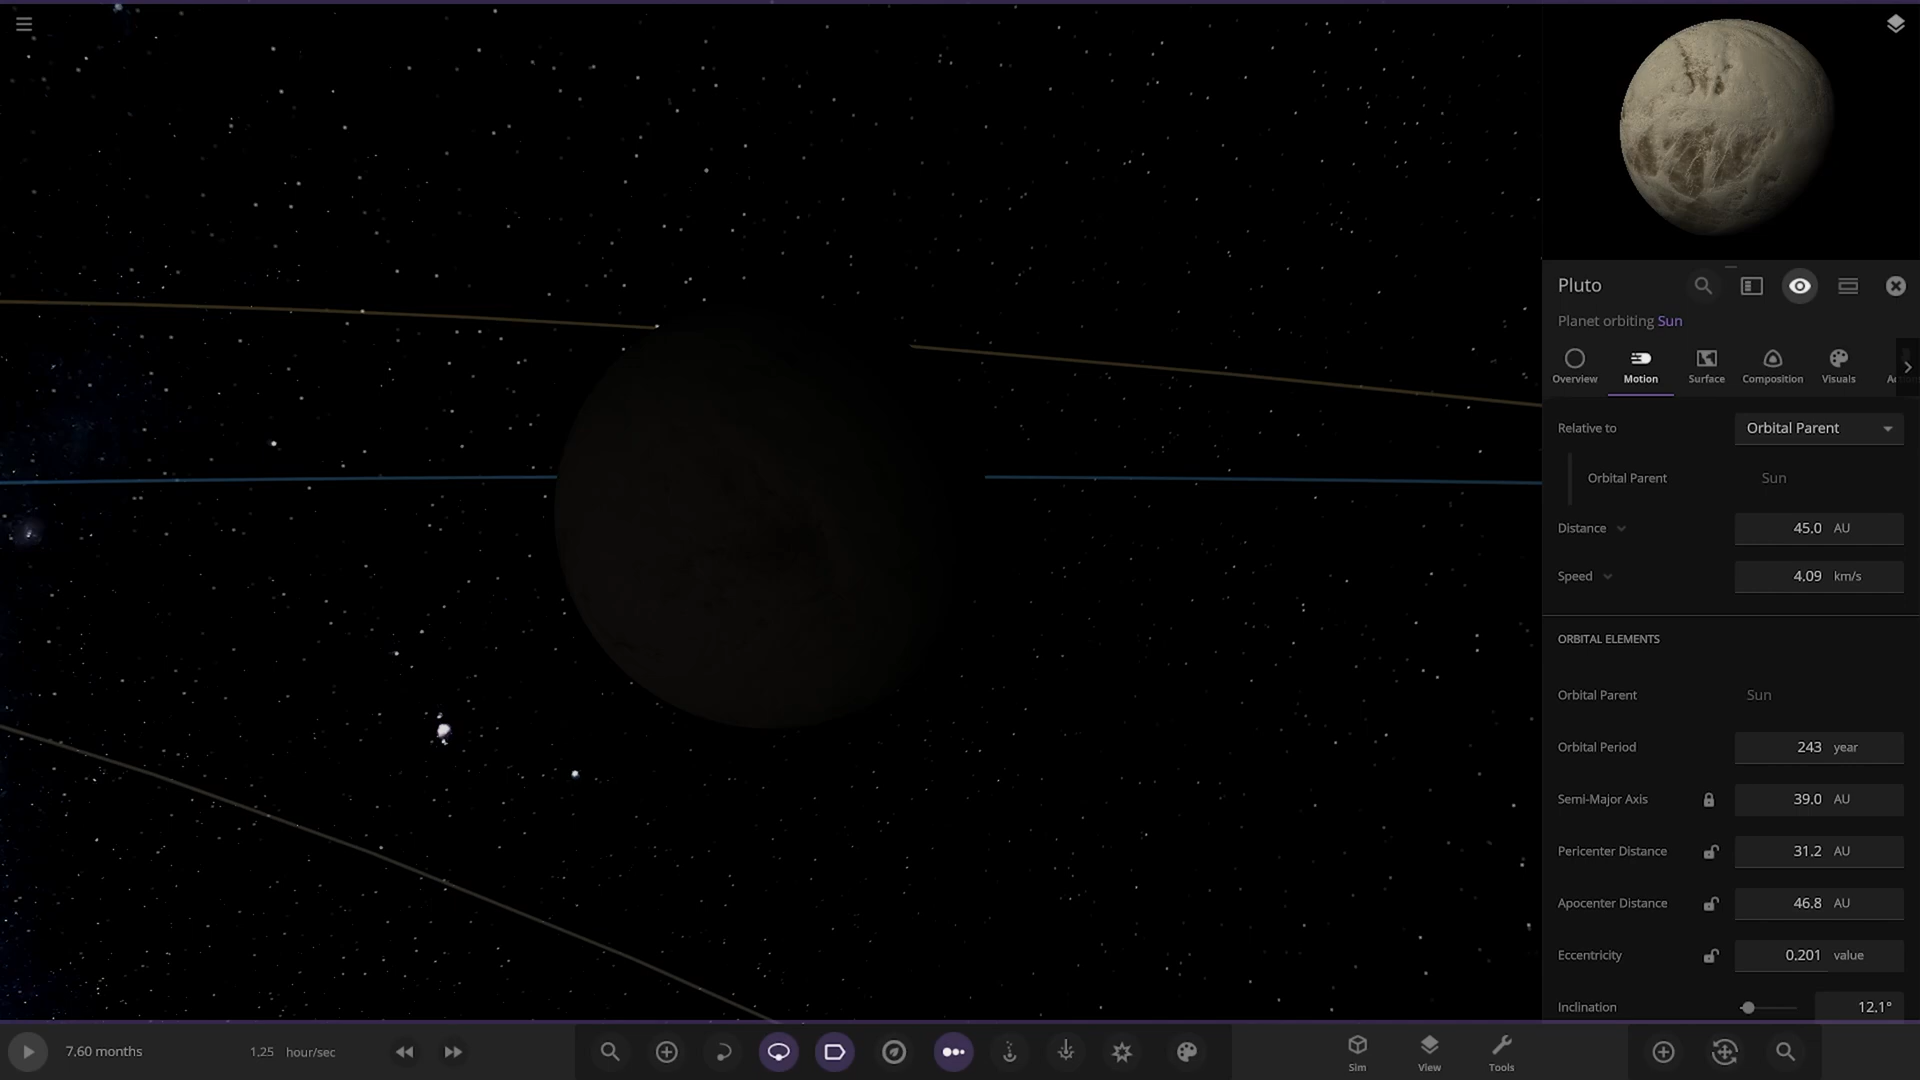 Pluto
Planet orbiting Sun
Overview Motion Surface Composition Visuals
Relative to Orbital Parent
Orbital Parent Sun
Distance 45.0 AU
Speed 4.09 km/s
ORBITAL ELEMENTS
Orbital Parent Sun
Orbital Period 243 year
Semi-Major Axis 39.0 AU
Pericenter Distance 31.2 AU
Apocenter Distance 46.8 AU
Eccentricity 0.201 value
Inclination 12.1°
7.60 months 1.25 hour/sec
Sim View Tools